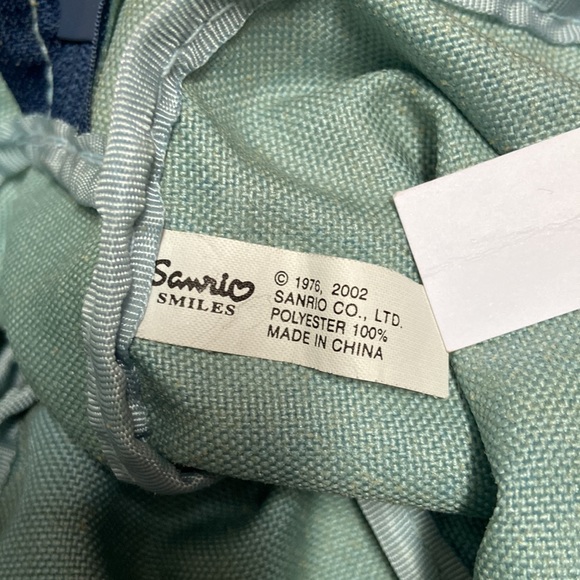 Sanrio
SMILES
© 1976, 2002
SANRIO CO., LTD.
POLYESTER 100%
MADE IN CHINA